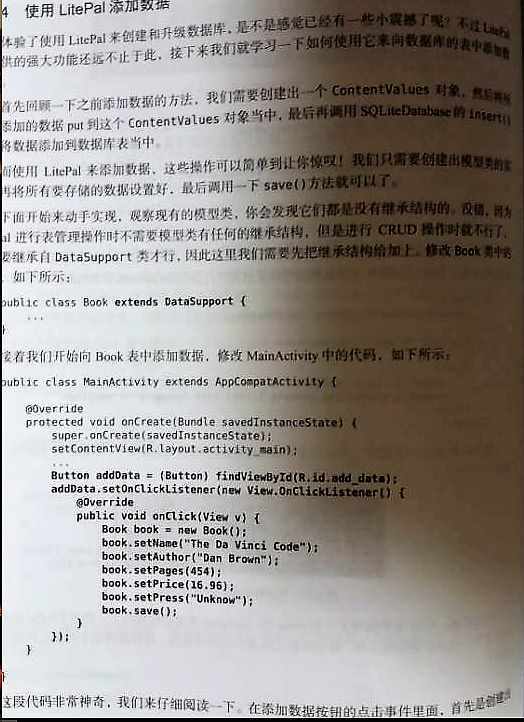 4 使用 LitePal 添加数据
体验了使用 LitePal 来创建和升级数据库，是不是感觉已经有一些小震撼了呢？不过 LitePal
供的强大功能还远不止于此，接下来我们就学习一下如何使用它来向数据库的表中添加数
首先回顾一下之前添加数据的方法，我们需要创建出一个 ContentValues 对象，然后将所
添加的数据 put 到这个 ContentValues 对象当中，最后再调用 SQLiteDatabase 的 insert()
将数据添加到数据库表当中。
而使用 LitePal 来添加数据，这些操作可以简单到让你惊叹！我们只需要创建出模型类的实
再将所有要存储的数据设置好，最后调用一下 save()方法就可以了。
下面开始来动手实现，观察现有的模型类，你会发现它们都是没有继承结构的。没错，因为
al 进行表管理操作时不需要模型类有任何的继承结构，但是进行 CRUD 操作时就不行了，
要继承自 DataSupport 类才行，因此这里我们需要先把继承结构给加上。修改 Book 类中的
，如下所示：
public class Book extends DataSupport {
...
}
接着我们开始向 Book 表中添加数据，修改 MainActivity 中的代码，如下所示：
public class MainActivity extends AppCompatActivity {
@Override
protected void onCreate(Bundle savedInstanceState) {
super.onCreate(savedInstanceState);
setContentView(R.layout.activity_main);
...
Button addData = (Button) findViewById(R.id.add_data);
addData.setOnClickListener(new View.OnClickListener() {
@Override
public void onClick(View v) {
Book book = new Book();
book.setName("The Da Vinci Code");
book.setAuthor("Dan Brown");
book.setPages(454);
book.setPrice(16.96);
book.setPress("Unknow");
book.save();
}
});
}
}
这段代码非常神奇，我们来仔细阅读一下。在添加数据按钮的点击事件里面，首先是创建出